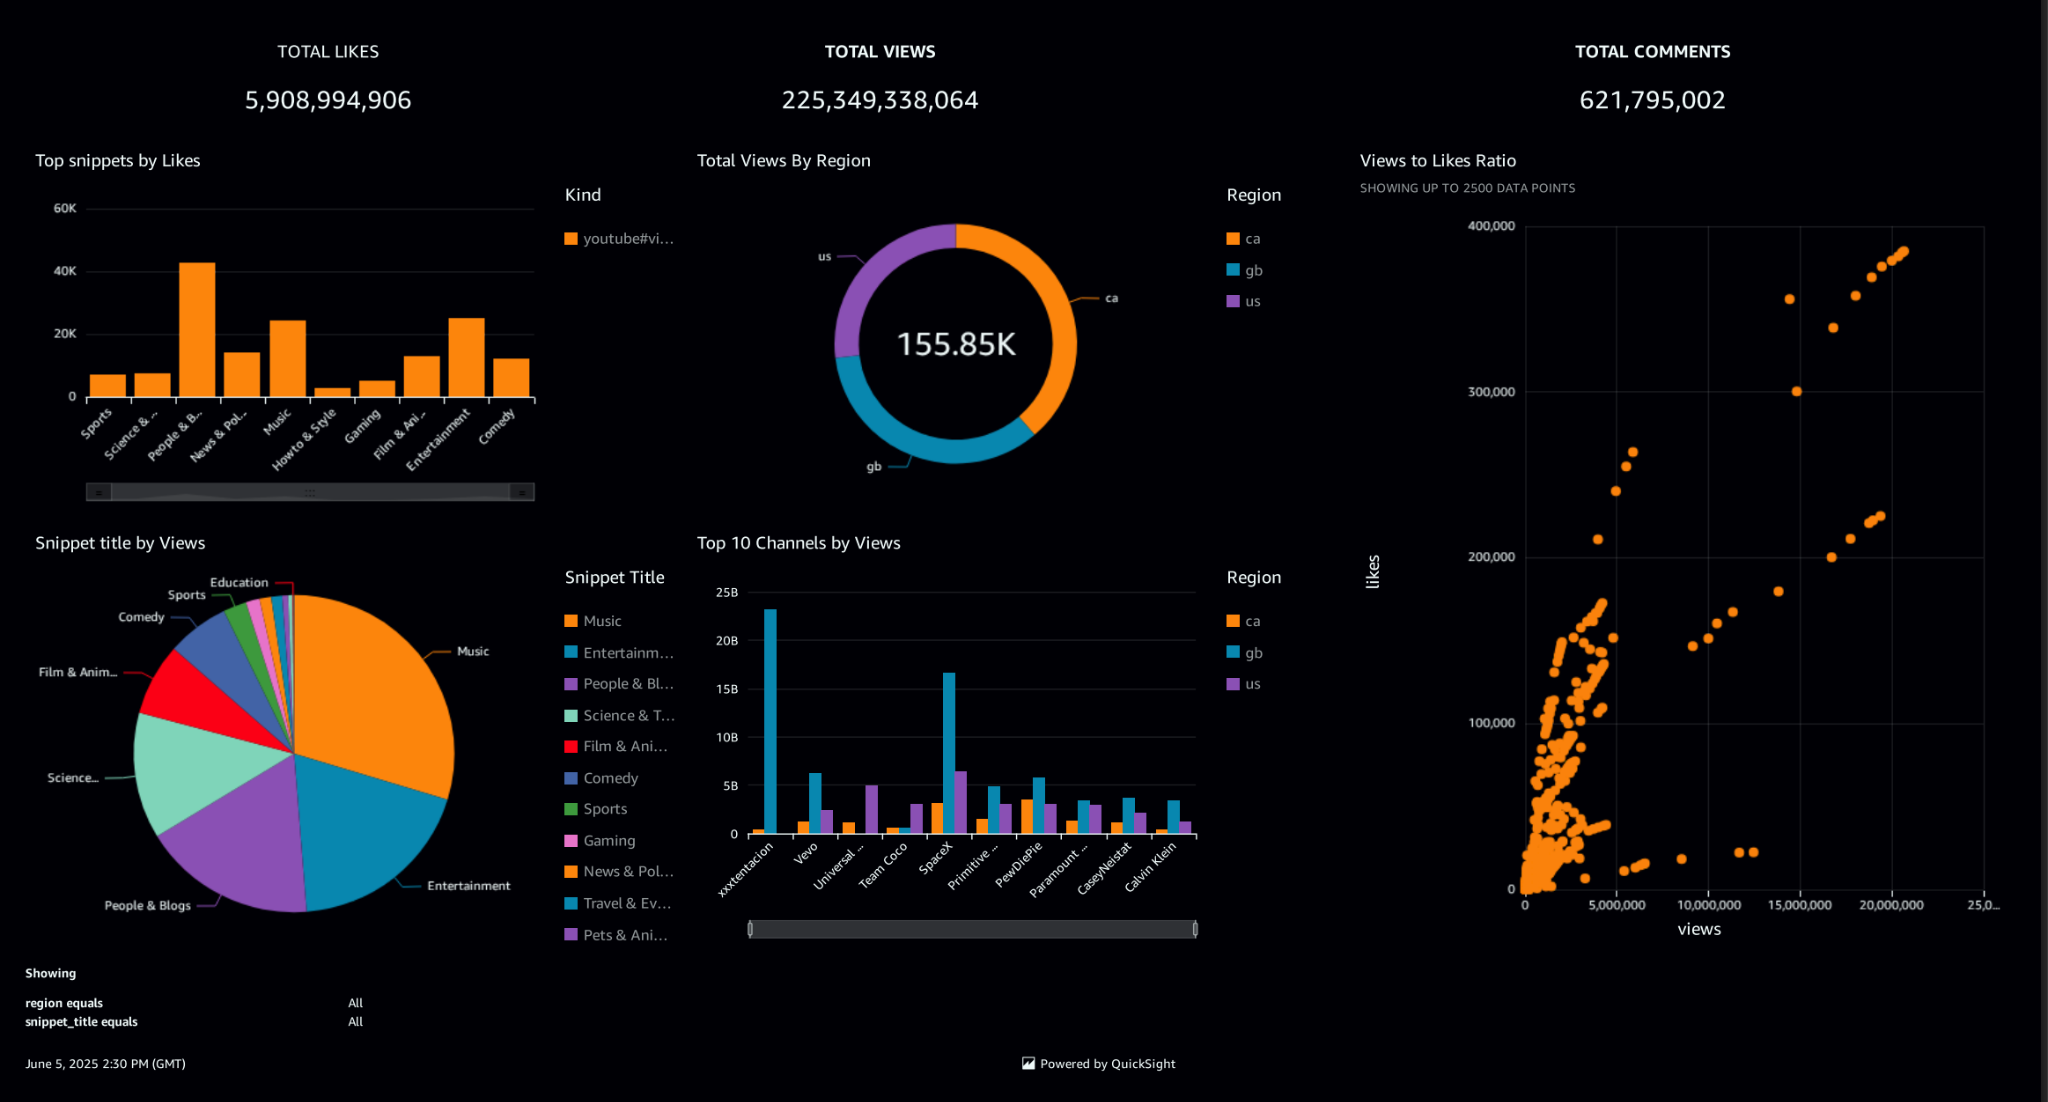 TOTAL LIKES
5,908,994,906
TOTAL VIEWS
225,349,338,064
TOTAL COMMENTS
621,795,002
Top snippets by Likes
60K
40K
20K
0
Sports
Science & ...
People & B...
News & Pol...
Music
Howto & Style
Gaming
Film & Ani...
Entertainment
Comedy
Kind
youtube#vi...
Total Views By Region
us
ca
gb
155.85K
Region
ca
gb
us
Views to Likes Ratio
SHOWING UP TO 2500 DATA POINTS
400,000
300,000
200,000
100,000
0
likes
0
5,000,000
10,000,000
15,000,000
20,000,000
25,0...
views
Snippet title by Views
Education
Sports
Comedy
Film & Anim...
Science...
People & Blogs
Music
Entertainment
Snippet Title
Music
Entertainm...
People & Bl...
Science & T...
Film & Ani...
Comedy
Sports
Gaming
News & Pol...
Travel & Ev...
Pets & Ani...
Top 10 Channels by Views
25B
20B
15B
10B
5B
0
xxxtentacion
Vevo
Universal ...
Team Coco
SpaceX
Primitive ...
PewDiePie
Paramount ...
CaseyNeistat
Calvin Klein
Region
ca
gb
us
Showing
region equals All
snippet_title equals All
June 5, 2025 2:30 PM (GMT)
Powered by QuickSight